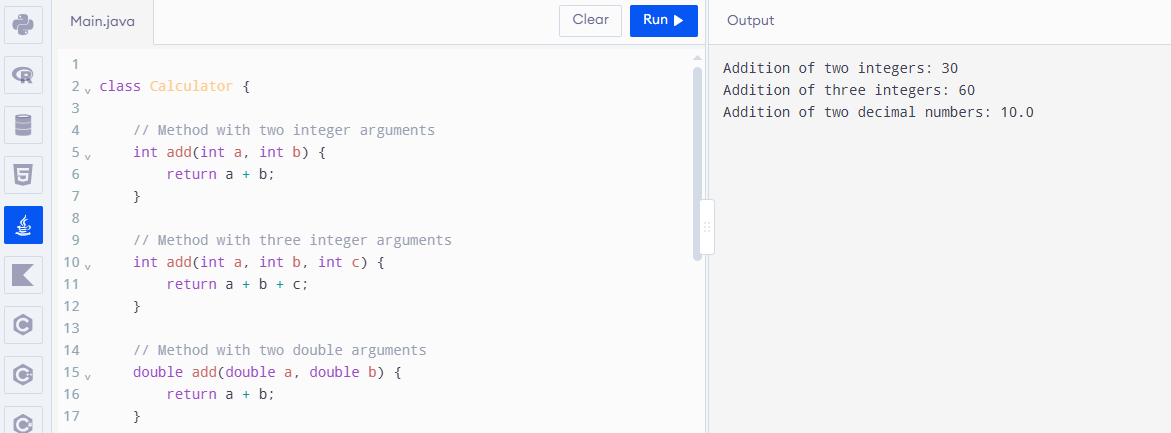 Main.java
Clear
Run
Output
1
2 class Calculator {
3
4     // Method with two integer arguments
5     int add(int a, int b) {
6         return a + b;
7     }
8
9     // Method with three integer arguments
10     int add(int a, int b, int c) {
11         return a + b + c;
12     }
13
14     // Method with two double arguments
15     double add(double a, double b) {
16         return a + b;
17     }
Addition of two integers: 30
Addition of three integers: 60
Addition of two decimal numbers: 10.0